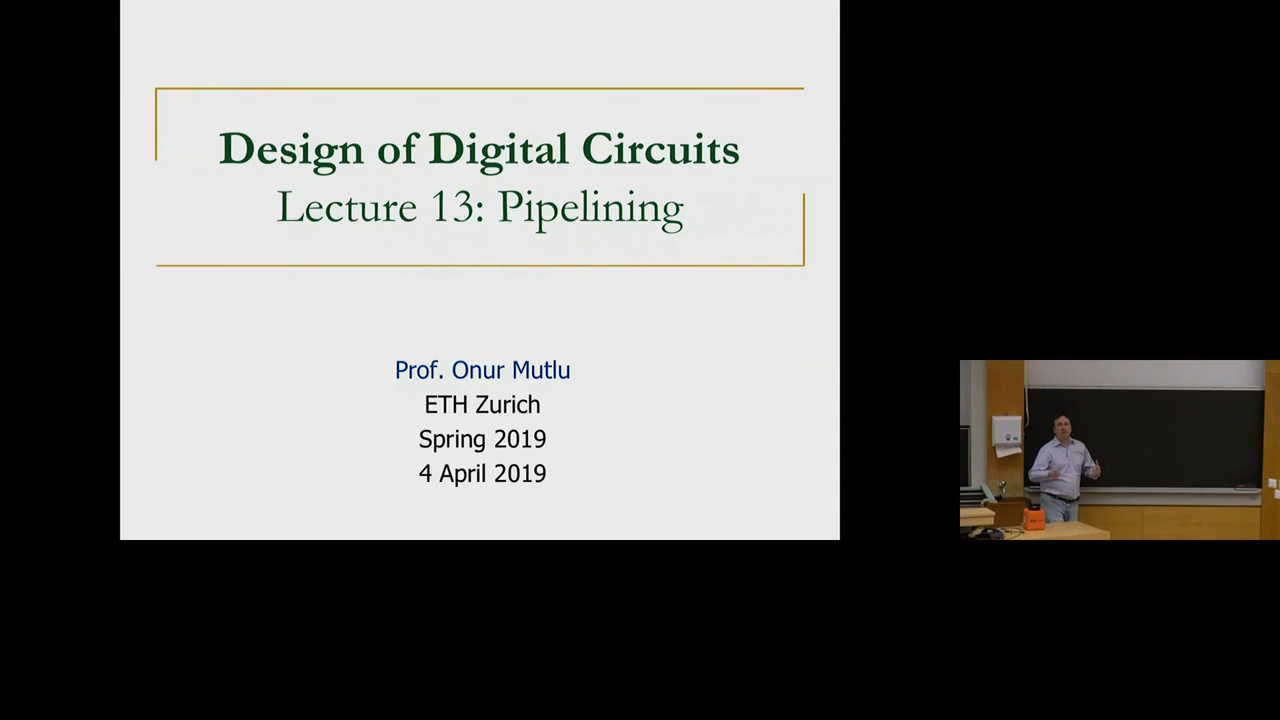 Design of Digital Circuits
Lecture 13: Pipelining
Prof. Onur Mutlu
ETH Zurich
Spring 2019
4 April 2019